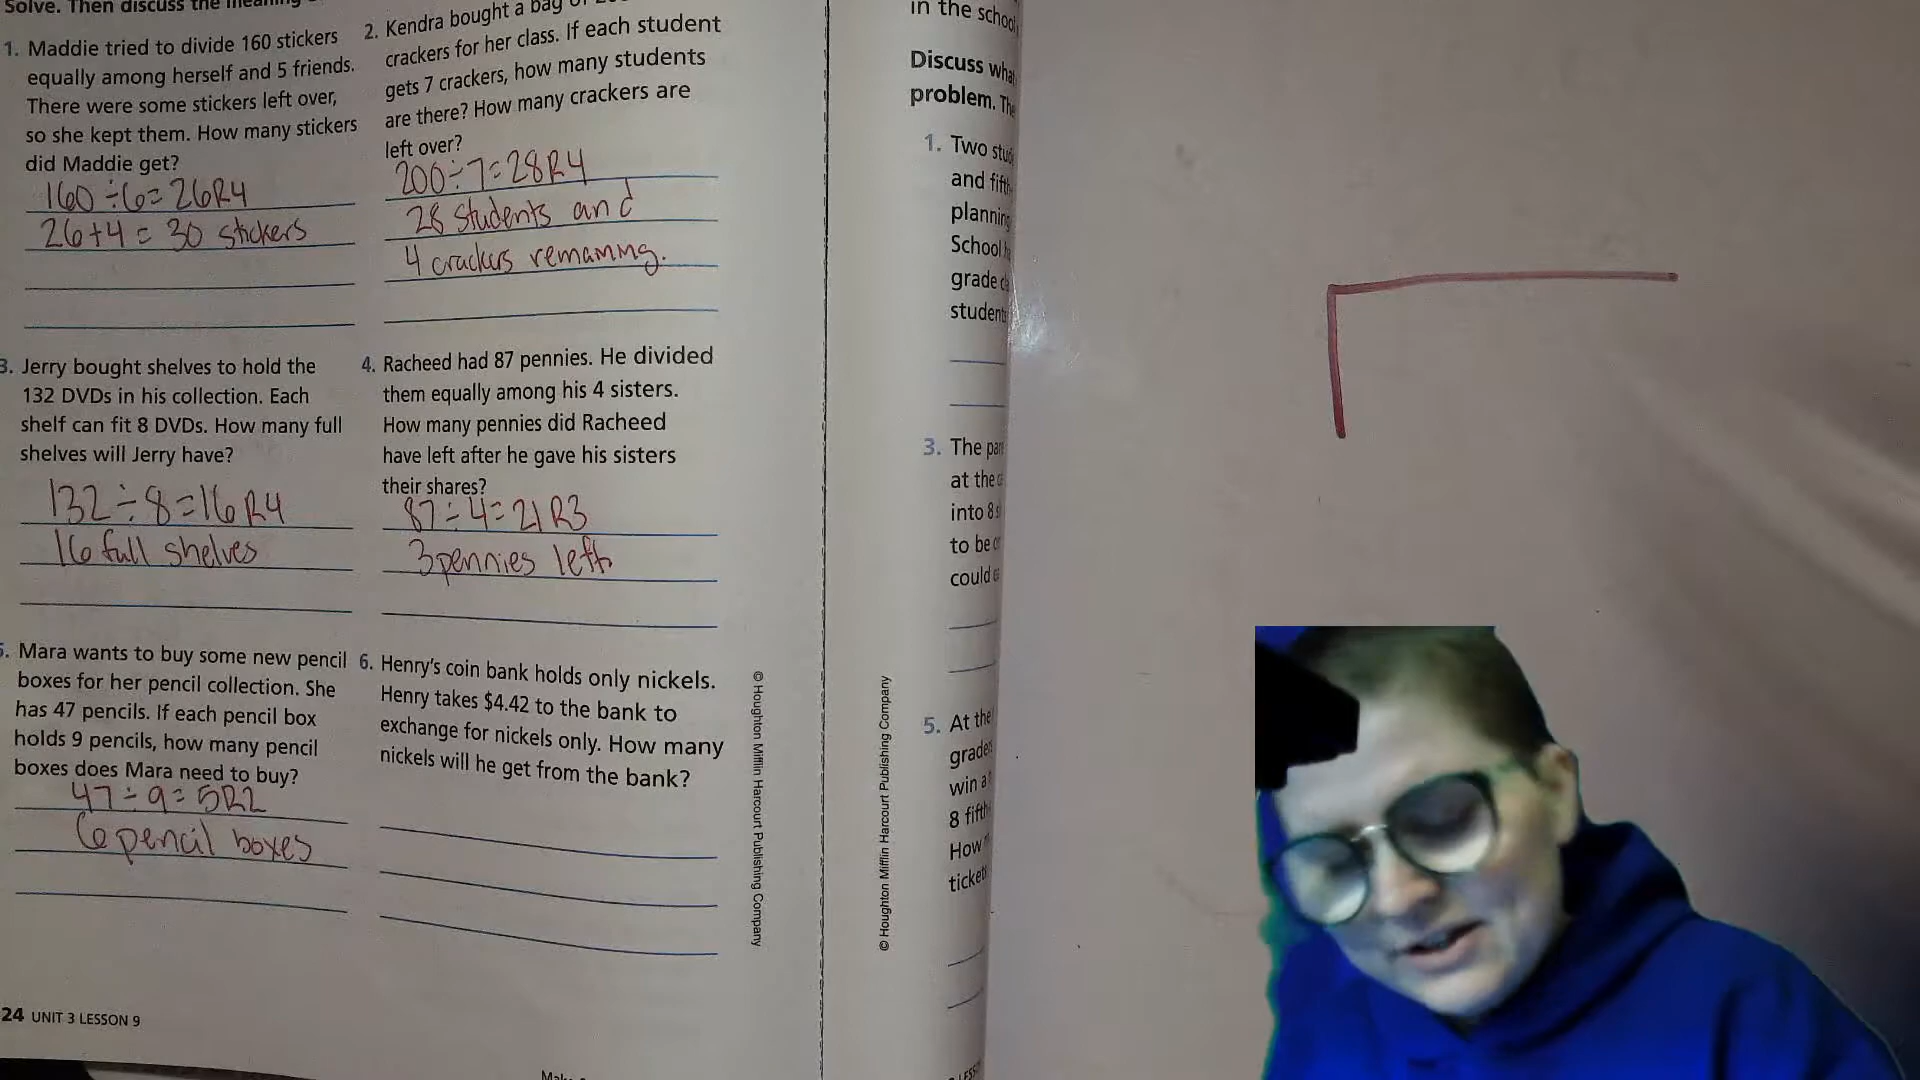 Solve. Then discuss the meaning
1. Maddie tried to divide 160 stickers
equally among herself and 5 friends.
There were some stickers left over,
so she kept them. How many stickers
did Maddie get?
160 ÷ 6 = 26R4
26+4 = 30 stickers
2. Kendra bought a bag
crackers for her class. If each student
gets 7 crackers, how many students
are there? How many crackers are
left over?
200 ÷ 7 = 28R4
28 students and
4 crackers remaining.
3. Jerry bought shelves to hold the
132 DVDs in his collection. Each
shelf can fit 8 DVDs. How many full
shelves will Jerry have?
132 ÷ 8 = 16 R4
16 full shelves
4. Racheed had 87 pennies. He divided
them equally among his 4 sisters.
How many pennies did Racheed
have left after he gave his sisters
their shares?
87 ÷ 4 = 21 R3
3 pennies left
5. Mara wants to buy some new pencil
boxes for her pencil collection. She
has 47 pencils. If each pencil box
holds 9 pencils, how many pencil
boxes does Mara need to buy?
47 ÷ 9 = 5R2
6 pencil boxes
6. Henry's coin bank holds only nickels.
Henry takes $4.42 to the bank to
exchange for nickels only. How many
nickels will he get from the bank?
24 UNIT 3 LESSON 9
© Houghton Mifflin Harcourt Publishing Company
© Houghton Mifflin Harcourt Publishing Company
in the school
Discuss what
problem. The
1. Two
and
planning
School
grade
3. The
at the
into 8
to be
could
5. At the
win a
8
How